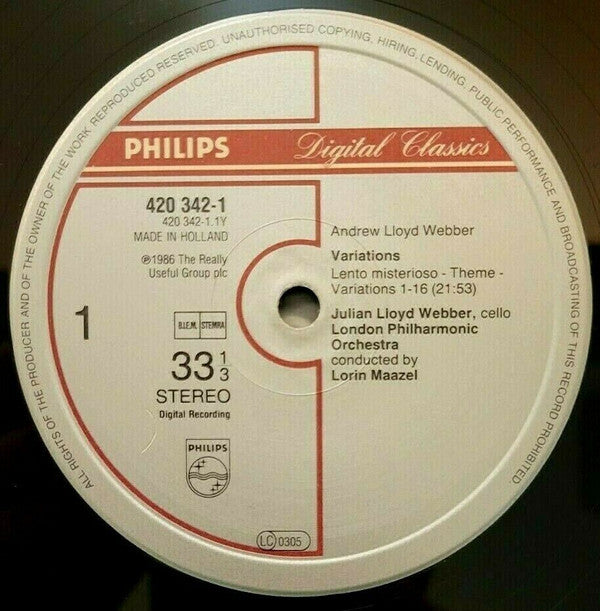 ALL RIGHTS OF THE PRODUCER AND OF THE OWNER OF THE WORK REPRODUCED RESERVED. UNAUTHORISED COPYING, HIRING, LENDING, PUBLIC PERFORMANCE AND BROADCASTING OF THIS RECORD PROHIBITED.
PHILIPS Digital Classics
420 342-1
420 342-1.1Y
MADE IN HOLLAND
℗1986 The Really
Useful Group plc
1
B.I.E.M. STEMRA
33 1/3
STEREO
Digital Recording
PHILIPS
LC 0305
Andrew Lloyd Webber
Variations
Lento misterioso - Theme -
Variations 1-16 (21:53)
Julian Lloyd Webber, cello
London Philharmonic
Orchestra
conducted by
Lorin Maazel